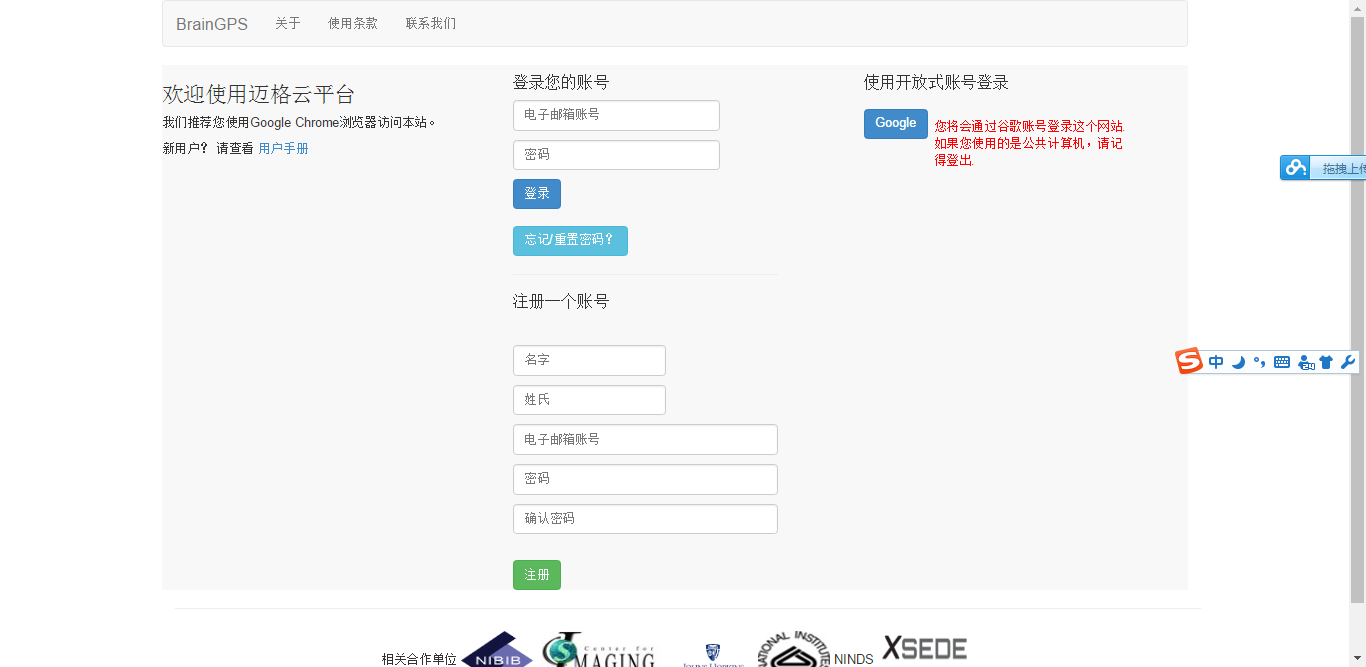 BrainGPS 关于 使用条款 联系我们
欢迎使用迈格云平台
我们推荐您使用Google Chrome浏览器访问本站。
新用户？ 请查看 用户手册
登录您的账号
电子邮箱账号
密码
登录
忘记/重置密码？
注册一个账号
名字
姓氏
电子邮箱账号
密码
确认密码
注册
使用开放式账号登录
Google
您将会通过谷歌账号登录这个网站.
如果您使用的是公共计算机，请记
得登出.
拖拽上传
中
相关合作单位
NIBIB
Center for
IMAGING
NATIONAL INSTITUTE
NINDS
XSEDE